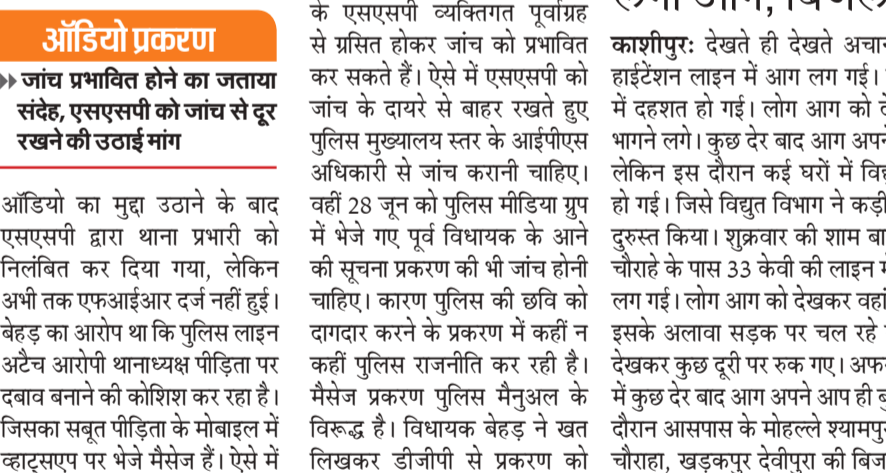 ऑडियो प्रकरण
जांच प्रभावित होने का जताया
संदेह, एसएसपी को जांच से दूर
रखने की उठाई मांग
ऑडियो का मुद्दा उठाने के बाद
एसएसपी द्वारा थाना प्रभारी को
निलंबित कर दिया गया, लेकिन
अभी तक एफआईआर दर्ज नहीं हुई।
बेहड़ का आरोप था कि पुलिस लाइन
अटैच आरोपी थानाध्यक्ष पीड़िता पर
दबाव बनाने की कोशिश कर रहा है।
जिसका सबूत पीड़िता के मोबाइल में
व्हाट्सएप पर भेजे मैसेज हैं। ऐसे में
के एसएसपी व्यक्तिगत पूर्वाग्रह
से ग्रसित होकर जांच को प्रभावित
कर सकते हैं। ऐसे में एसएसपी को
जांच के दायरे से बाहर रखते हुए
पुलिस मुख्यालय स्तर के आईपीएस
अधिकारी से जांच करानी चाहिए।
वहीं 28 जून को पुलिस मीडिया ग्रुप
में भेजे गए पूर्व विधायक के आने
की सूचना प्रकरण की भी जांच होनी
चाहिए। कारण पुलिस की छवि को
दागदार करने के प्रकरण में कहीं न
कहीं पुलिस राजनीति कर रही है।
मैसेज प्रकरण पुलिस मैनुअल के
विरूद्ध है। विधायक बेहड़ ने खत
लिखकर डीजीपी से प्रकरण को
काशीपुर: देखते ही देखते
हाईटेंशन लाइन में आग लग गई।
में दहशत हो गई। लोग आग को
भागने लगे। कुछ देर बाद आग
लेकिन इस दौरान कई घरों में
हो गई। जिसे विद्युत विभाग ने कड़ी
दुरुस्त किया। शुक्रवार की शाम
चौराहे के पास 33 केवी की लाइन
लग गई। लोग आग को देखकर वहां
इसके अलावा सड़क पर चल रहे
देखकर कुछ दूरी पर रुक गए।
में कुछ देर बाद आग अपने आप ही
दौरान आसपास के मोहल्ले
चौराहा, खड़कपुर देवीपुरा की